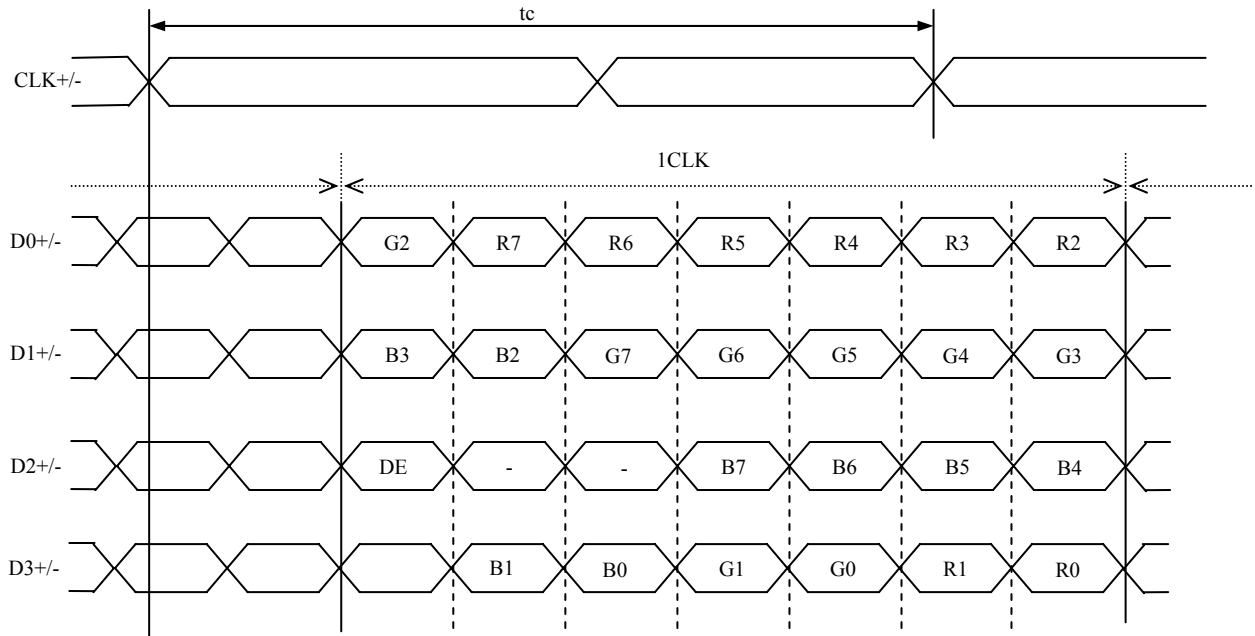 tc
CLK+/-
1CLK
D0+/- G2 R7 R6 R5 R4 R3 R2
D1+/- B3 B2 G7 G6 G5 G4 G3
D2+/- DE - - B7 B6 B5 B4
D3+/- B1 B0 G1 G0 R1 R0